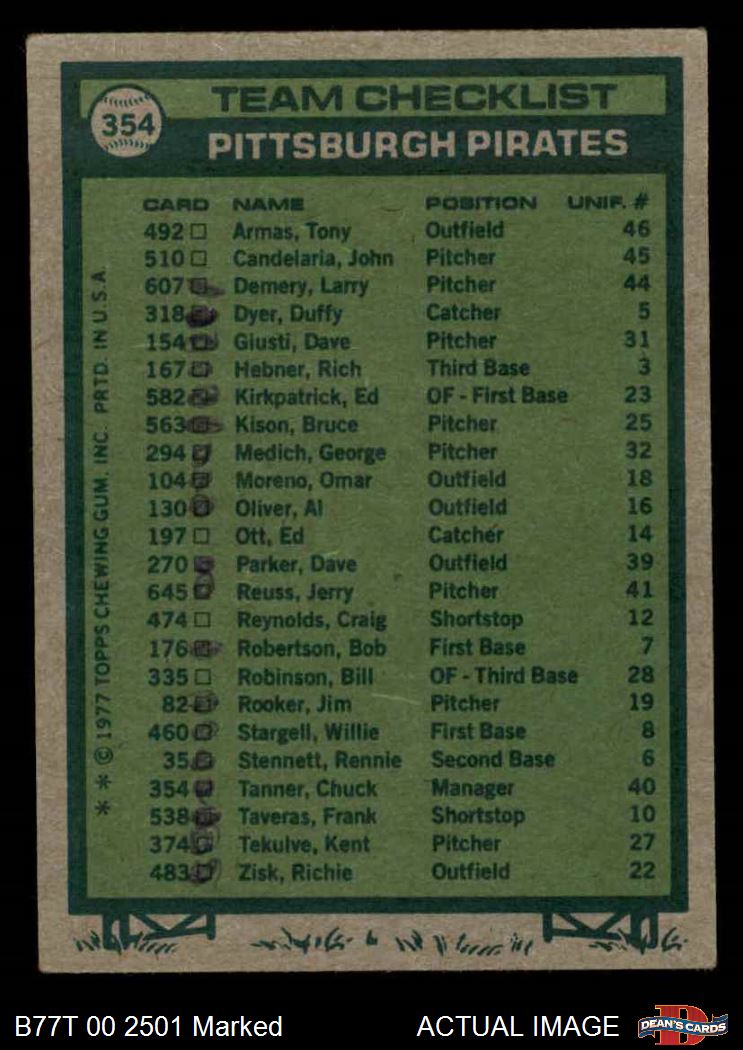 354
TEAM CHECKLIST
PITTSBURGH PIRATES
CARD NAME POSITION UNIF. #
492 Armas, Tony Outfield 46
510 Candelaria, John Pitcher 45
607 Demery, Larry Pitcher 44
318 Dyer, Duffy Catcher 5
154 Giusti, Dave Pitcher 31
167 Hebner, Rich Third Base 3
582 Kirkpatrick, Ed OF - First Base 23
563 Kison, Bruce Pitcher 25
294 Medich, George Pitcher 32
104 Moreno, Omar Outfield 18
130 Oliver, Al Outfield 16
197 Ott, Ed Catcher 14
270 Parker, Dave Outfield 39
645 Reuss, Jerry Pitcher 41
474 Reynolds, Craig Shortstop 12
176 Robertson, Bob First Base 7
335 Robinson, Bill OF - Third Base 28
82 Rooker, Jim Pitcher 19
460 Stargell, Willie First Base 8
35 Stennett, Rennie Second Base 6
354 Tanner, Chuck Manager 40
538 Taveras, Frank Shortstop 10
374 Tekulve, Kent Pitcher 27
483 Zisk, Richie Outfield 22
* * © 1977 TOPPS CHEWING GUM, INC. PRTD. IN U.S.A.
B77T 00 2501 Marked ACTUAL IMAGE
DEAN'S CARDS